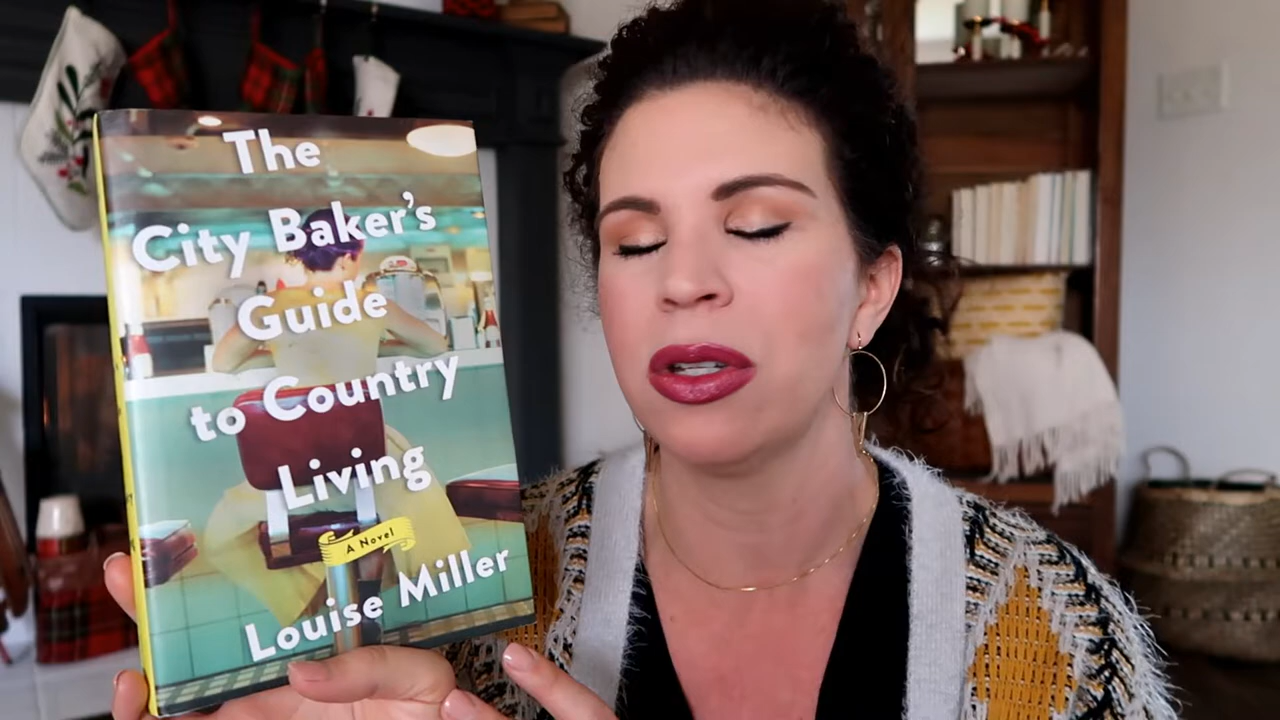 The
City Baker's
Guide
to Country
Living
A Novel
Louise Miller